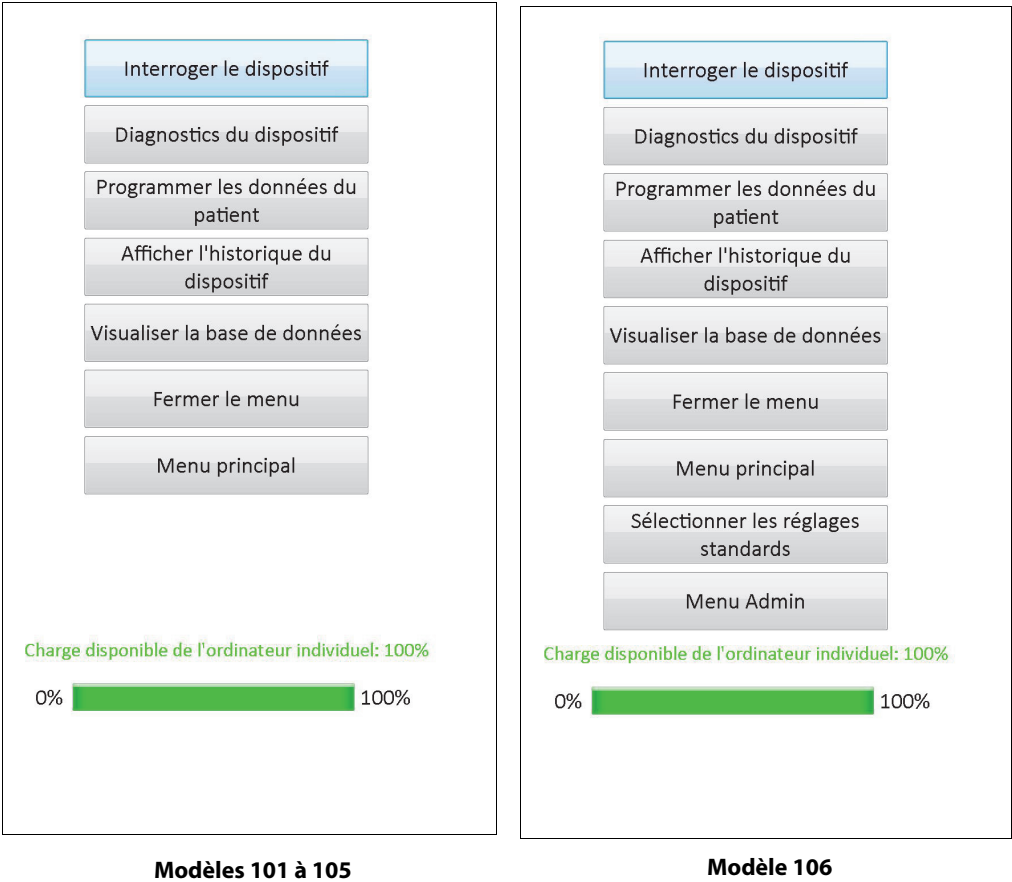 Interroger le dispositif
Diagnostics du dispositif
Programmer les données du
patient
Afficher l'historique du
dispositif
Visualiser la base de données
Fermer le menu
Menu principal
Charge disponible de l'ordinateur individuel: 100%
0% 100%
Modèles 101 à 105
Interroger le dispositif
Diagnostics du dispositif
Programmer les données du
patient
Afficher l'historique du
dispositif
Visualiser la base de données
Fermer le menu
Menu principal
Sélectionner les réglages
standards
Menu Admin
Charge disponible de l'ordinateur individuel: 100%
0% 100%
Modèle 106